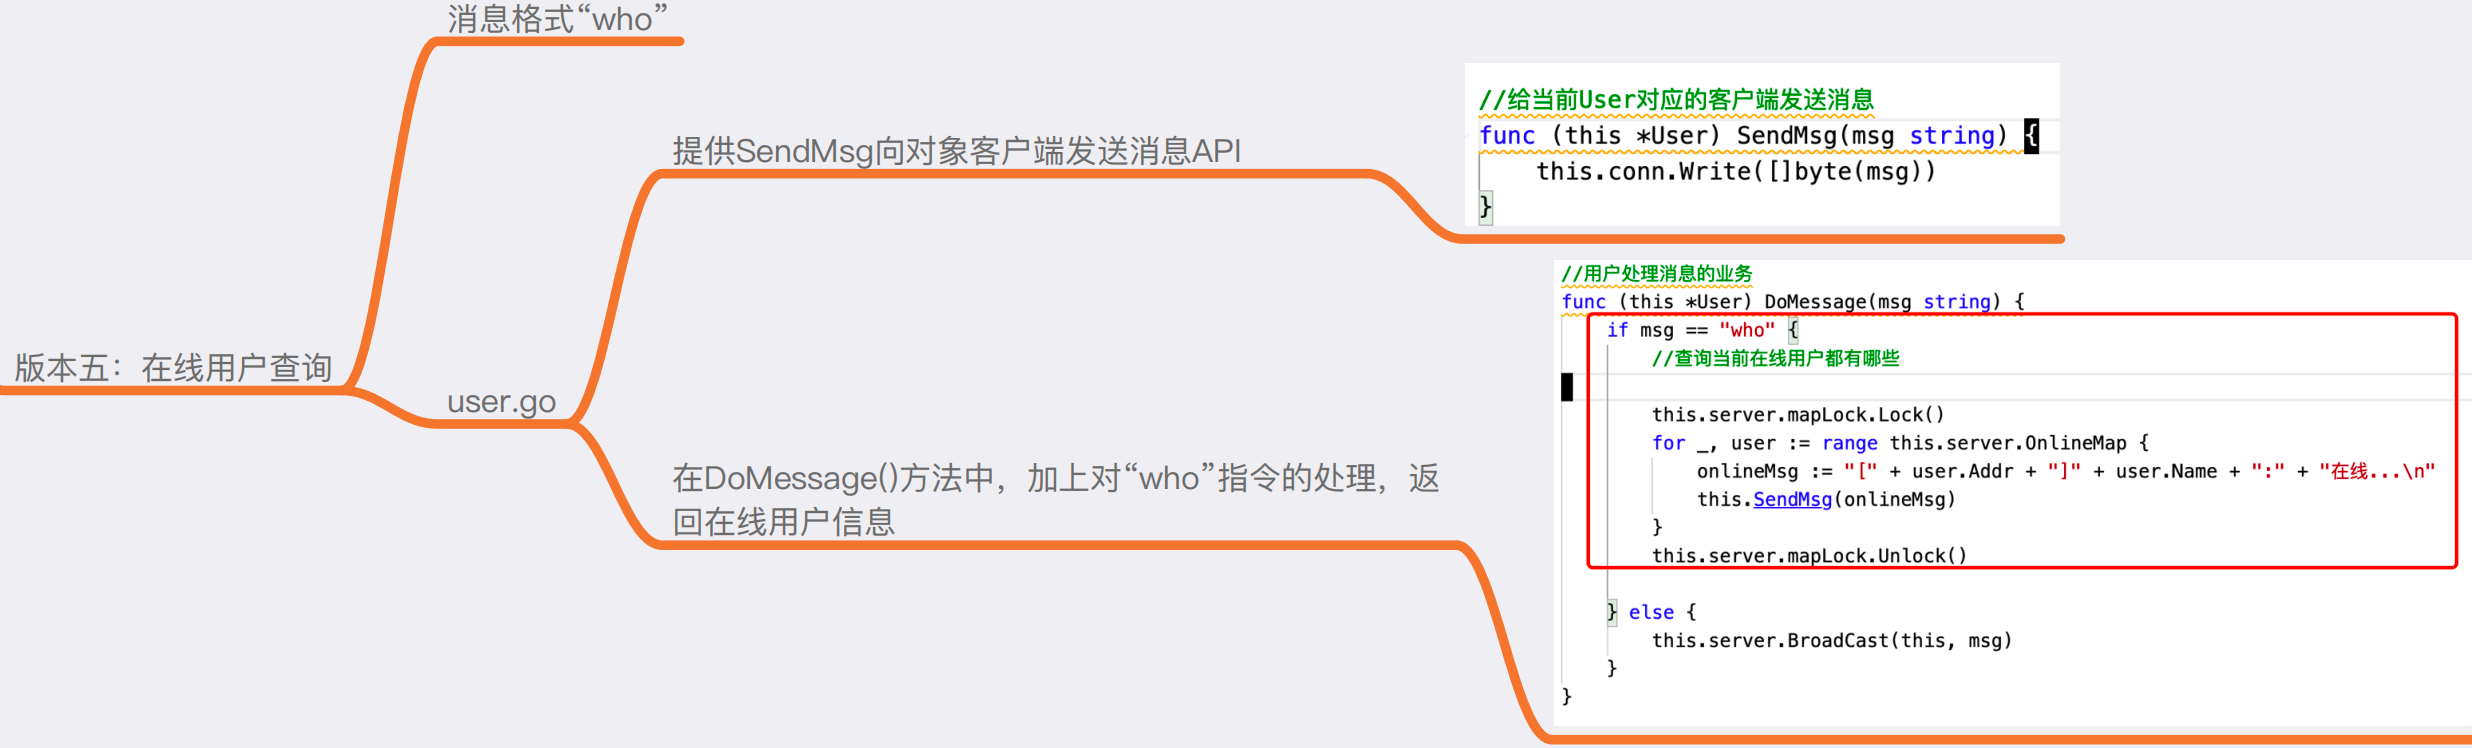 消息格式“who”
版本五：在线用户查询
user.go
提供SendMsg向对象客户端发送消息API
//给当前User对应的客户端发送消息
func (this *User) SendMsg(msg string) {
    this.conn.Write([]byte(msg))
}
在DoMessage()方法中，加上对“who”指令的处理，返
回在线用户信息
//用户处理消息的业务
func (this *User) DoMessage(msg string) {
    if msg == "who" {
        //查询当前在线用户都有哪些
        this.server.mapLock.Lock()
        for _, user := range this.server.OnlineMap {
            onlineMsg := "[" + user.Addr + "]" + user.Name + ":" + "在线...\n"
            this.SendMsg(onlineMsg)
        }
        this.server.mapLock.Unlock()
    } else {
        this.server.BroadCast(this, msg)
    }
}